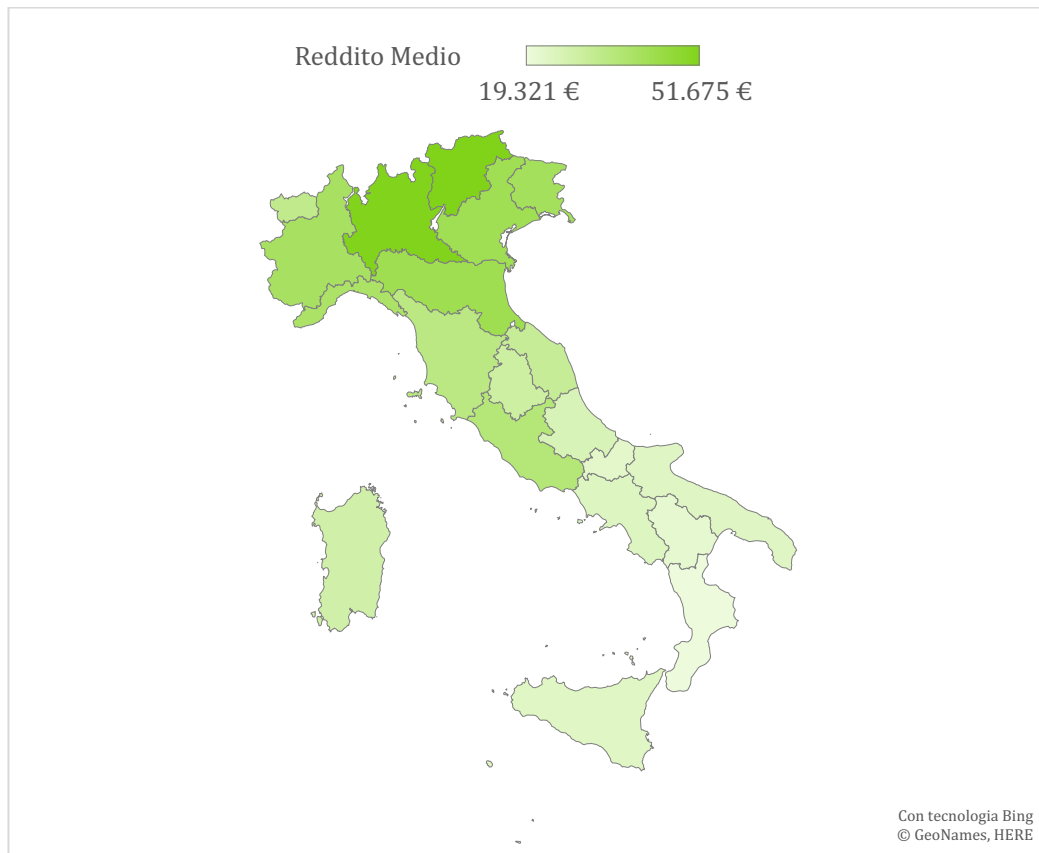 Reddito Medio
19.321 € 51.675 €
Con tecnologia Bing
© GeoNames, HERE